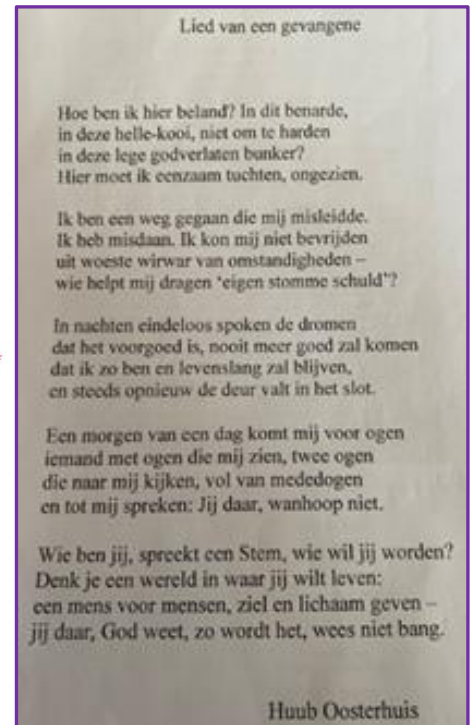 Lied van een gevangene
Hoe ben ik hier beland? In dit benarde,
in deze helle-kooi, niet om te harden
in deze lege godverlaten bunker?
Hier moet ik eenzaam tuchten, ongezien.
Ik ben een weg gegaan die mij misleidde.
Ik heb misdaan. Ik kon mij niet bevrijden
uit woeste wirwar van omstandigheden –
wie helpt mij dragen ‘eigen stomme schuld’?
In nachten eindeloos spoken de dromen
dat het voorgoed is, nooit meer goed zal komen
dat ik zo ben en levenslang zal blijven,
en steeds opnieuw de deur valt in het slot.
Een morgen van een dag komt mij voor ogen
iemand met ogen die mij zien, twee ogen
die naar mij kijken, vol van mededogen
en tot mij spreken: Jij daar, wanhoop niet.
Wie ben jij, spreekt een Stem, wie wil jij worden?
Denk je een wereld in waar jij wilt leven:
een mens voor mensen, ziel en lichaam geven –
jij daar, God weet, zo wordt het, wees niet bang.
Huub Oosterhuis